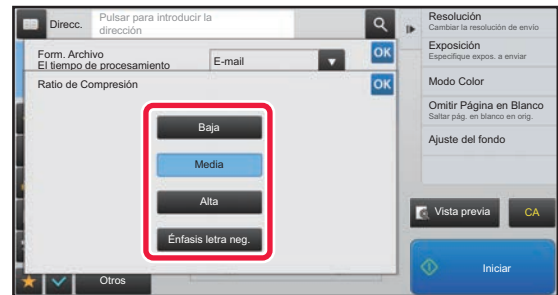 Direcc.
Pulsar para introducir la
dirección
Form. Archivo
El tiempo de procesamiento
E-mail
OK
Ratio de Compresión
OK
Baja
Media
Alta
Énfasis letra neg.
Otros
Resolución
Cambiar la resolución de envío
Exposición
Especifique expos. a enviar
Modo Color
Omitir Página en Blanco
Saltar pág. en blanco en orig.
Ajuste del fondo
Vista previa
CA
Iniciar